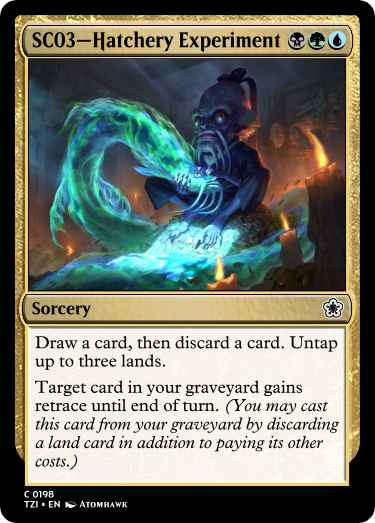 SC03—Hatchery Experiment
Sorcery
Draw a card, then discard a card. Untap
up to three lands.
Target card in your graveyard gains
retrace until end of turn. (You may cast
this card from your graveyard by discarding
a land card in addition to paying its other
costs.)
C 0198
TZI • EN Atomhawk